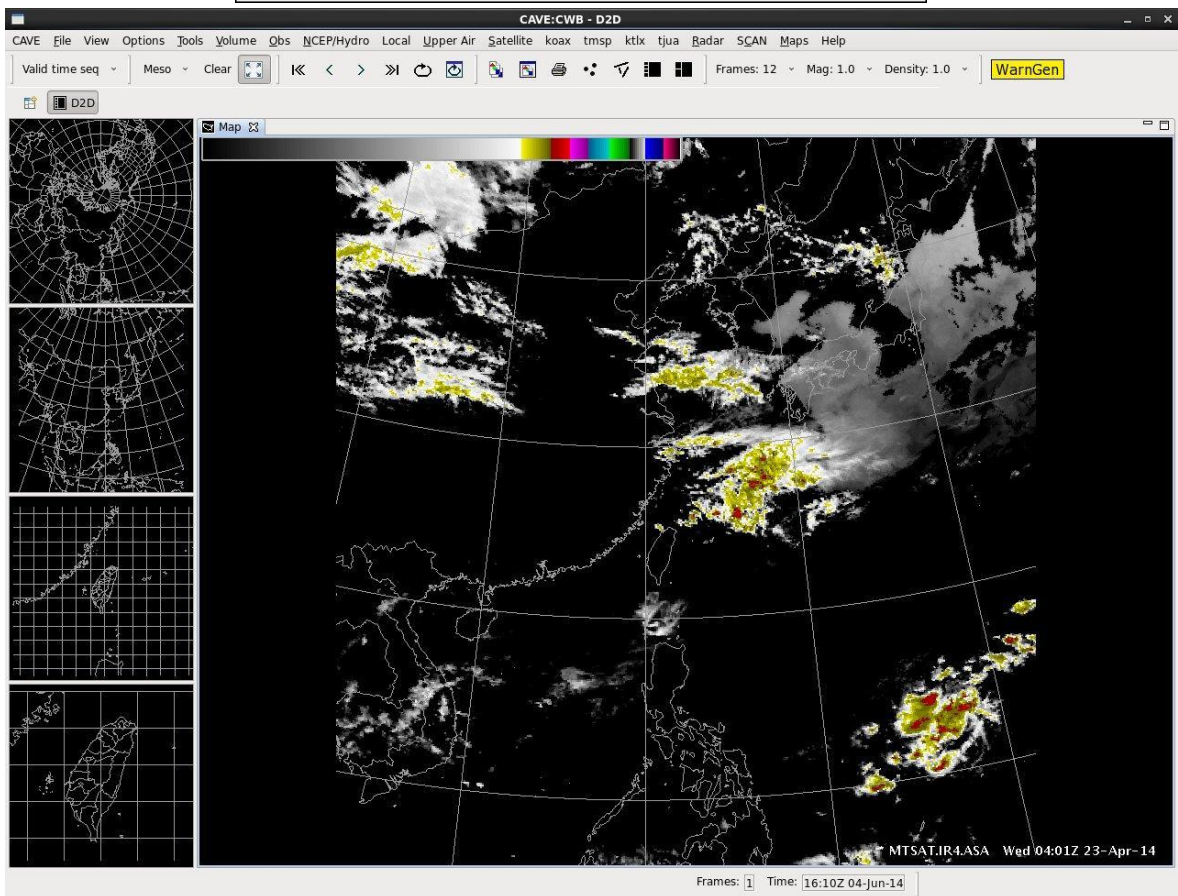 CAVE:CWB - D2D
CAVE File View Options Tools Volume Obs NCEP/Hydro Local Upper Air Satellite koax tmsp ktlx tjua Radar SCAN Maps Help
Valid time seq Meso Clear Frames: 12 Mag: 1.0 Density: 1.0 WarnGen
D2D
Map
MTSAT.IR4.ASA Wed 04:01Z 23-Apr-14
Frames: 1 Time: 16:10Z 04-Jun-14